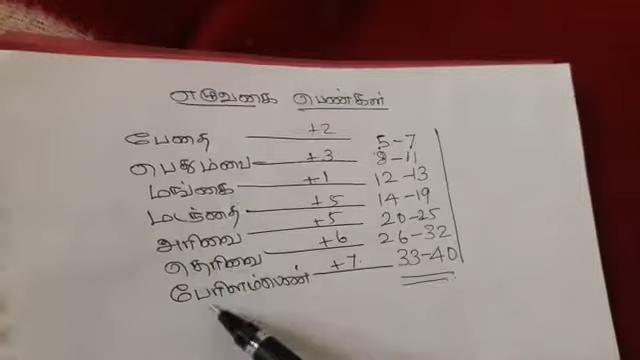 எழுவகை பெண்கள்
பேதை +2 5-7
பெதும்பை +3 8-11
மங்கை +1 12-13
மடந்தை +5 14-19
அரிவை +5 20-25
தெரிவை +6 26-32
பேரிளம்பெண் +7 33-40